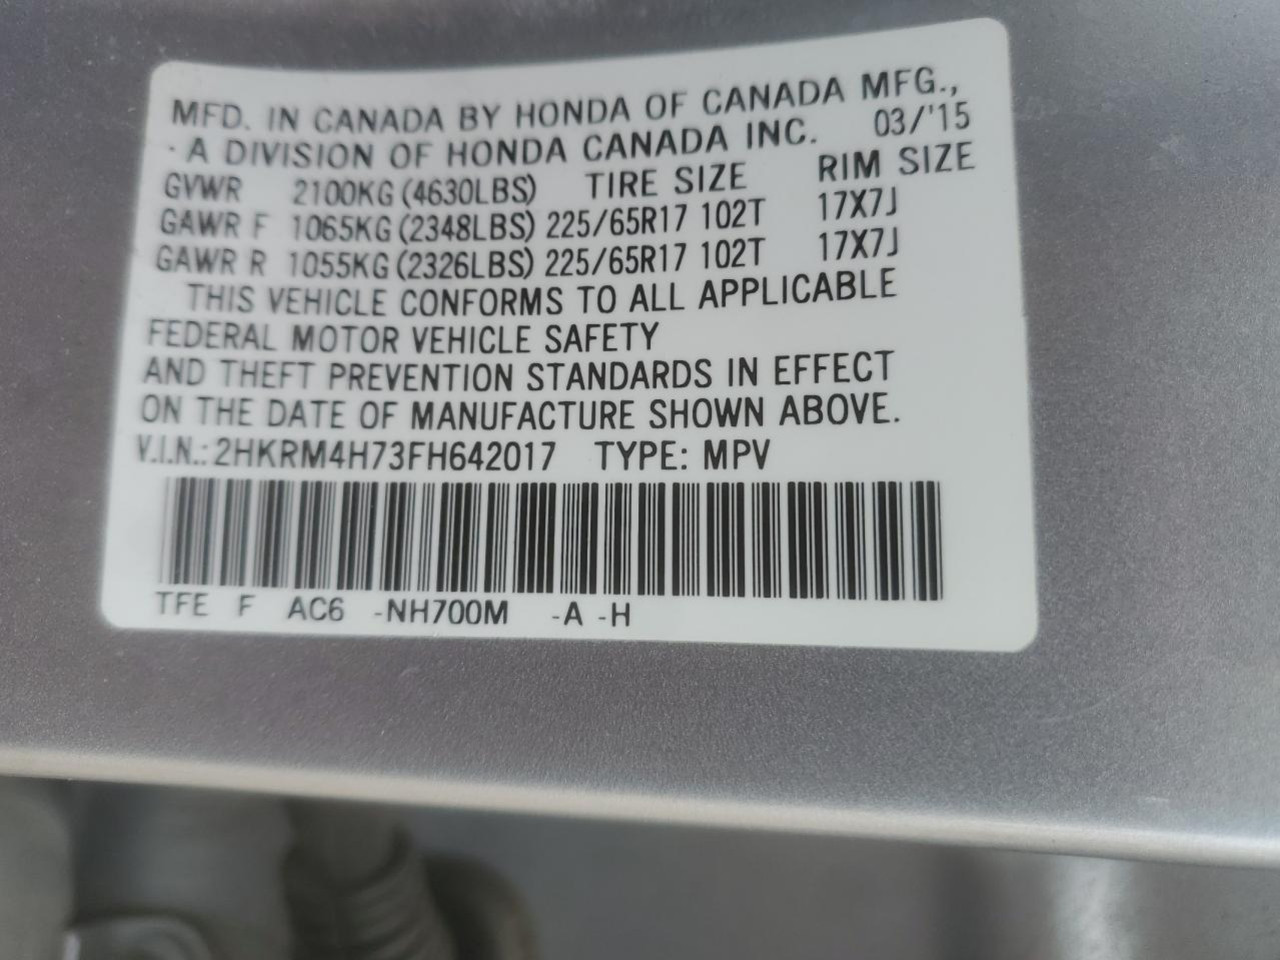 MFD. IN CANADA BY HONDA OF CANADA MFG.,
A DIVISION OF HONDA CANADA INC. 03/'15
GVWR 2100KG (4630LBS) TIRE SIZE RIM SIZE
GAWR F 1065KG (2348LBS) 225/65R17 102T 17X7J
GAWR R 1055KG (2326LBS) 225/65R17 102T 17X7J
THIS VEHICLE CONFORMS TO ALL APPLICABLE
FEDERAL MOTOR VEHICLE SAFETY
AND THEFT PREVENTION STANDARDS IN EFFECT
ON THE DATE OF MANUFACTURE SHOWN ABOVE.
V.I.N.: 2HKRM4H73FH642017 TYPE: MPV
TFE F AC6 -NH700M -A -H